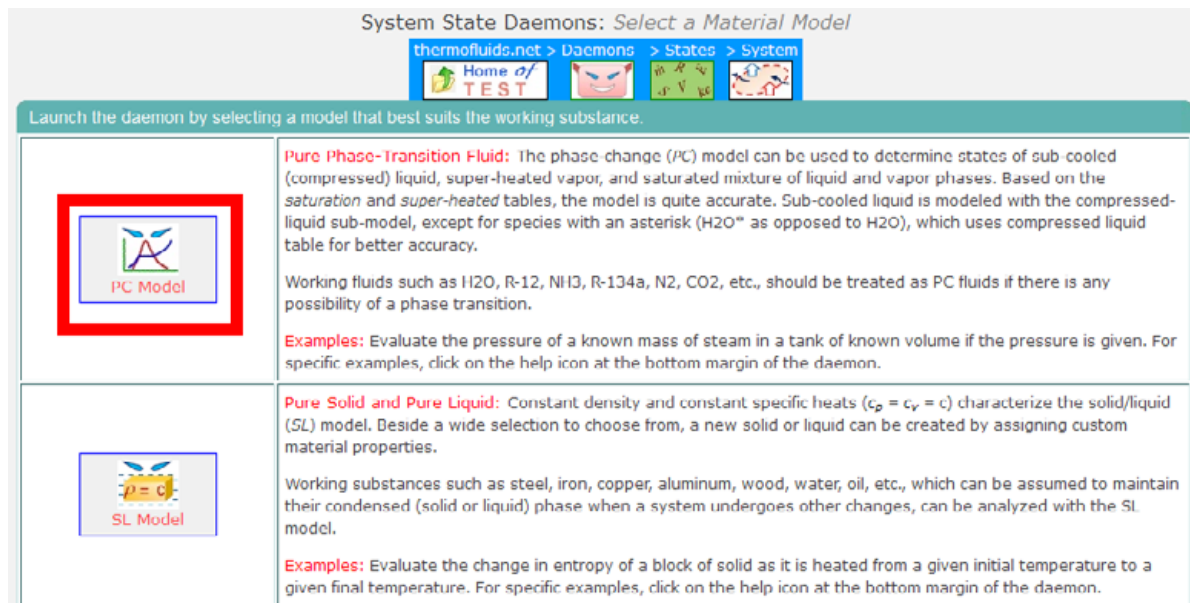 System State Daemons: Select a Material Model
thermofluids.net > Daemons > States > System
Home of
TEST
Launch the daemon by selecting a model that best suits the working substance.
PC Model
Pure Phase-Transition Fluid: The phase-change (PC) model can be used to determine states of sub-cooled
(compressed) liquid, super-heated vapor, and saturated mixture of liquid and vapor phases. Based on the
saturation and super-heated tables, the model is quite accurate. Sub-cooled liquid is modeled with the compressed-
liquid sub-model, except for species with an asterisk (H2O* as opposed to H2O), which uses compressed liquid
table for better accuracy.
Working fluids such as H2O, R-12, NH3, R-134a, N2, CO2, etc., should be treated as PC fluids if there is any
possibility of a phase transition.
Examples: Evaluate the pressure of a known mass of steam in a tank of known volume if the pressure is given. For
specific examples, click on the help icon at the bottom margin of the daemon.
ρ = c
SL Model
Pure Solid and Pure Liquid: Constant density and constant specific heats (cp = cv = c) characterize the solid/liquid
(SL) model. Beside a wide selection to choose from, a new solid or liquid can be created by assigning custom
material properties.
Working substances such as steel, iron, copper, aluminum, wood, water, oil, etc., which can be assumed to maintain
their condensed (solid or liquid) phase when a system undergoes other changes, can be analyzed with the SL
model.
Examples: Evaluate the change in entropy of a block of solid as it is heated from a given initial temperature to a
given final temperature. For specific examples, click on the help icon at the bottom margin of the daemon.